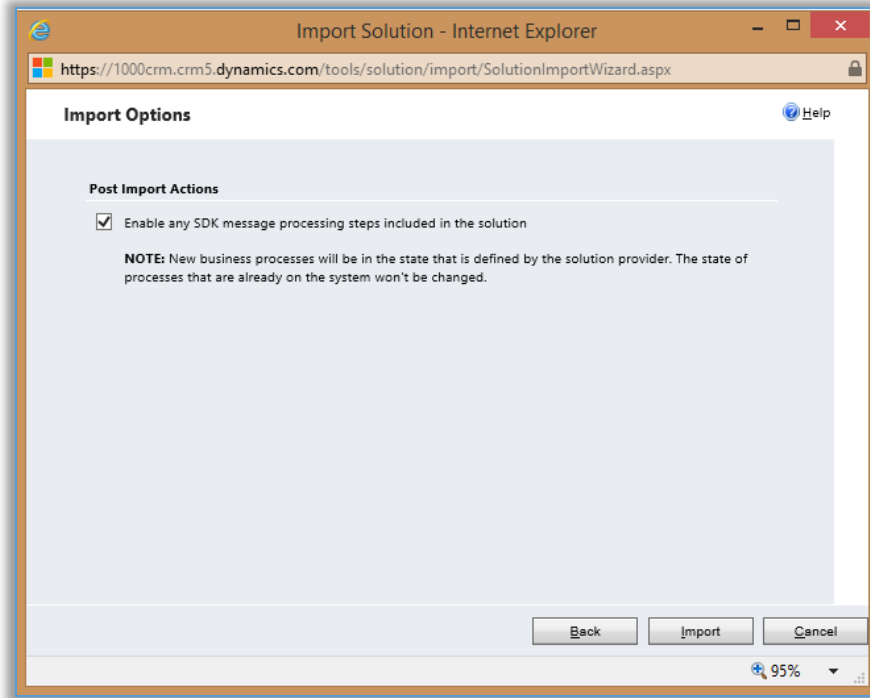 Import Solution - Internet Explorer
https://1000crm.crm5.dynamics.com/tools/solution/import/SolutionImportWizard.aspx
Import Options
Help
Post Import Actions
Enable any SDK message processing steps included in the solution
NOTE: New business processes will be in the state that is defined by the solution provider. The state of
processes that are already on the system won't be changed.
Back Import Cancel
95%